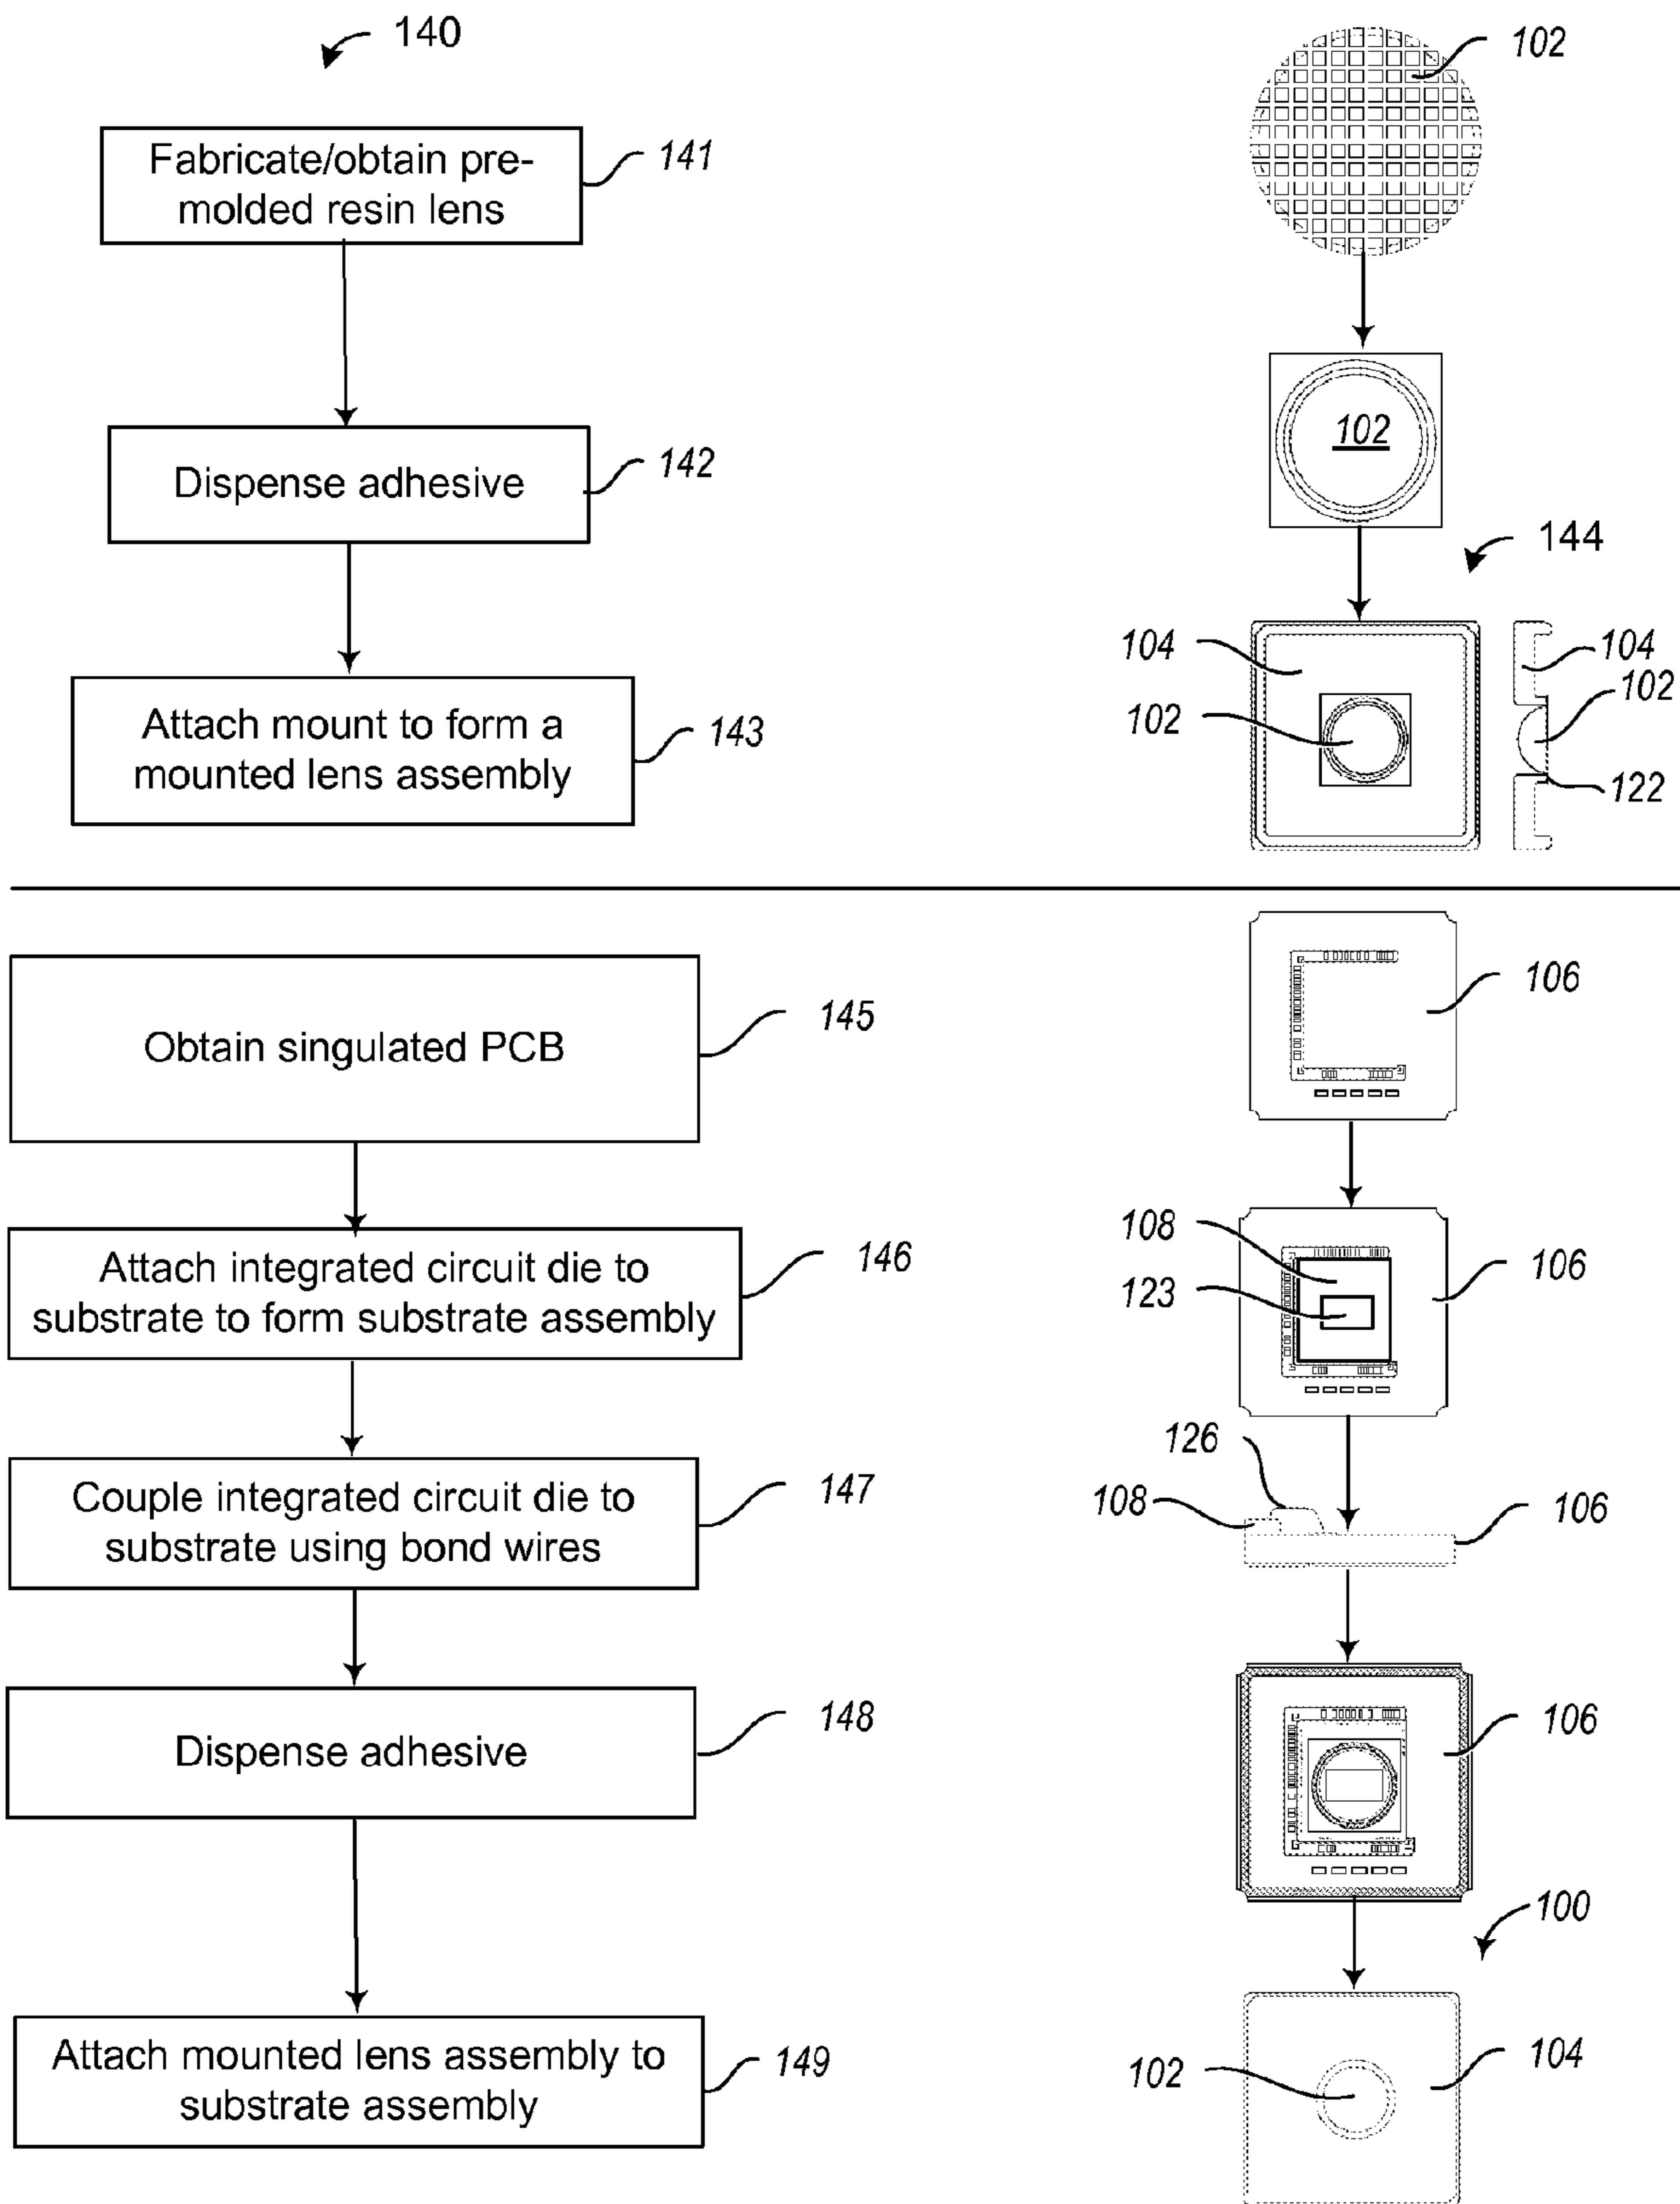 140
Fabricate/obtain pre-
molded resin lens
141
Dispense adhesive
142
Attach mount to form a
mounted lens assembly
143
102
102
144
104
102
104
102
122
Obtain singulated PCB
145
Attach integrated circuit die to
substrate to form substrate assembly
146
Couple integrated circuit die to
substrate using bond wires
147
Dispense adhesive
148
Attach mounted lens assembly to
substrate assembly
149
106
108
123
106
126
108
106
106
100
102
104